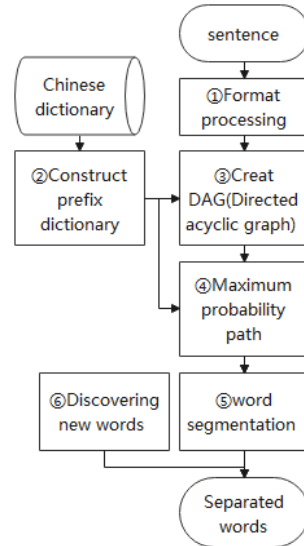 sentence
Chinese
dictionary
①Format
processing
②Construct
prefix
dictionary
③Creat
DAG(Directed
acyclic graph)
④Maximum
probability
path
⑥Discovering
new words
⑤word
segmentation
Separated
words